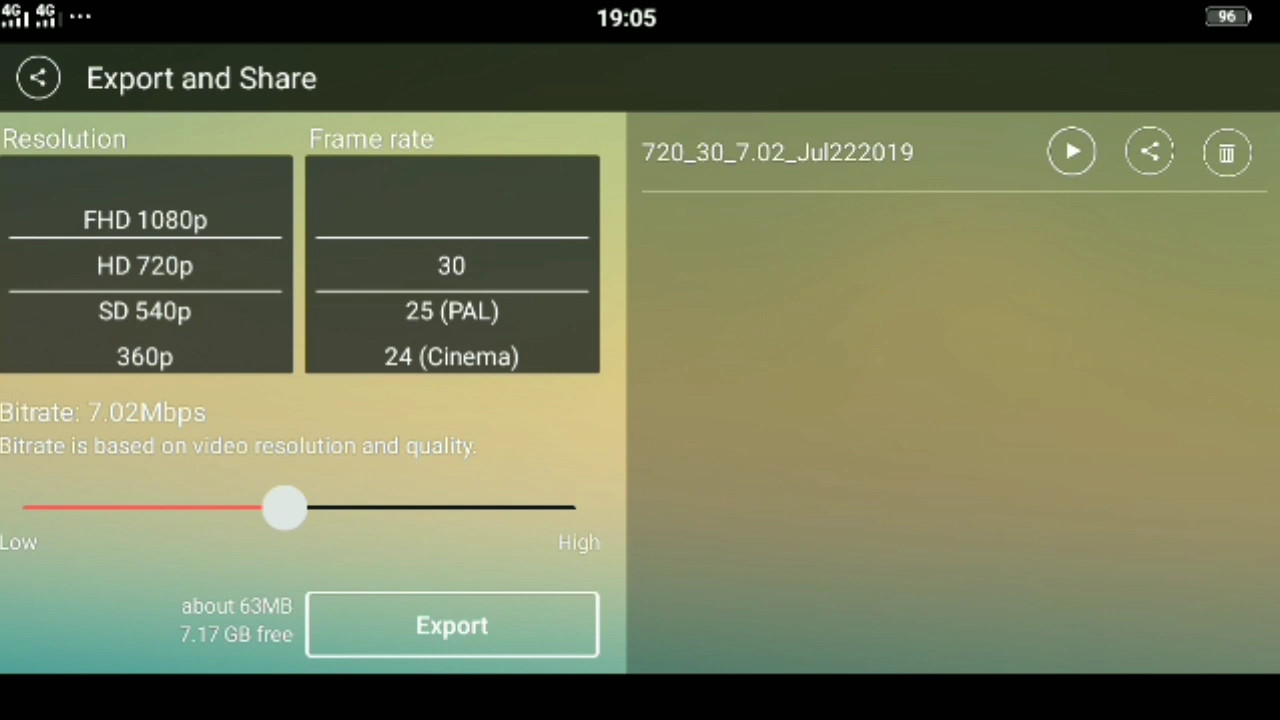 4G 4G ...
19:05
96
Export and Share
Resolution
FHD 1080p
HD 720p
SD 540p
360p
Frame rate
30
25 (PAL)
24 (Cinema)
Bitrate: 7.02Mbps
Bitrate is based on video resolution and quality.
Low
High
about 63MB
7.17 GB free
Export
720_30_7.02_Jul222019